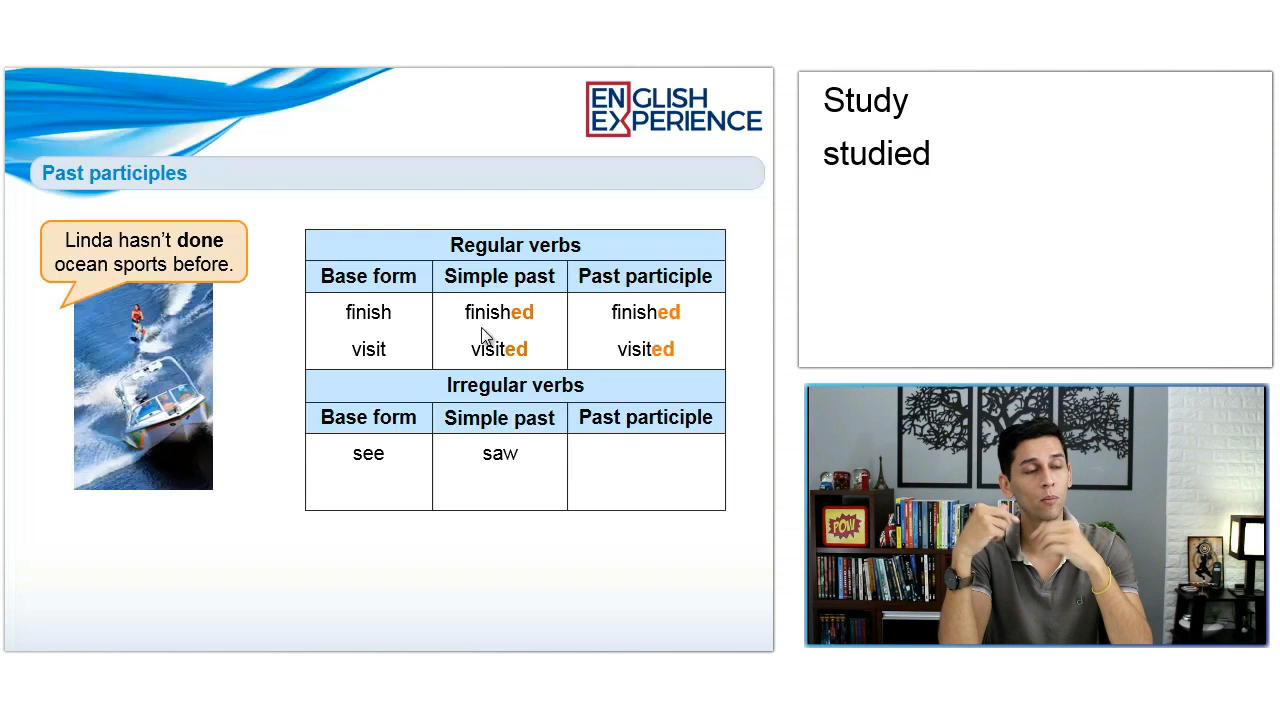 ENGLISH
EXPERIENCE
Past participles
Linda hasn't done
ocean sports before.
Regular verbs
Base form Simple past Past participle
finish finished finished
visit visited visited
Irregular verbs
Base form Simple past Past participle
see saw
Study
studied
POW